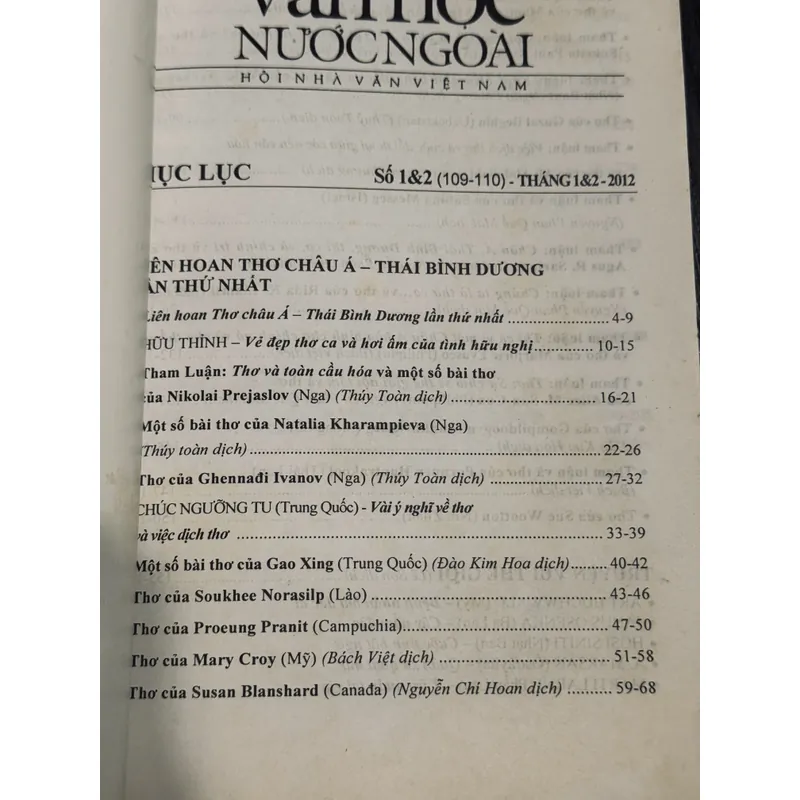 Văn Học
NƯỚC NGOÀI
HỘI NHÀ VĂN VIỆT NAM
MỤC LỤC Số 1&2 (109-110) - THÁNG 1&2 - 2012
IÊN HOAN THƠ CHÂU Á – THÁI BÌNH DƯƠNG
ẦN THỨ NHẤT
Liên hoan Thơ châu Á – Thái Bình Dương lần thứ nhất 4-9
HỮU THỈNH – Vẻ đẹp thơ ca và hơi ấm của tình hữu nghị 10-15
Tham Luận: Thơ và toàn cầu hóa và một số bài thơ
của Nikolai Prejaslov (Nga) (Thúy Toàn dịch) 16-21
Một số bài thơ của Natalia Kharampieva (Nga)
(Thúy toàn dịch) 22-26
Thơ của Ghennađi Ivanov (Nga) (Thúy Toàn dịch) 27-32
CHÚC NGƯỠNG TU (Trung Quốc) - Vài ý nghĩ về thơ
và việc dịch thơ 33-39
Một số bài thơ của Gao Xing (Trung Quốc) (Đào Kim Hoa dịch) 40-42
Thơ của Soukhee Norasilp (Lào) 43-46
Thơ của Proeung Pranit (Campuchia) 47-50
Thơ của Mary Croy (Mỹ) (Bách Việt dịch) 51-58
Thơ của Susan Blanshard (Canađa) (Nguyễn Chí Hoan dịch) 59-68